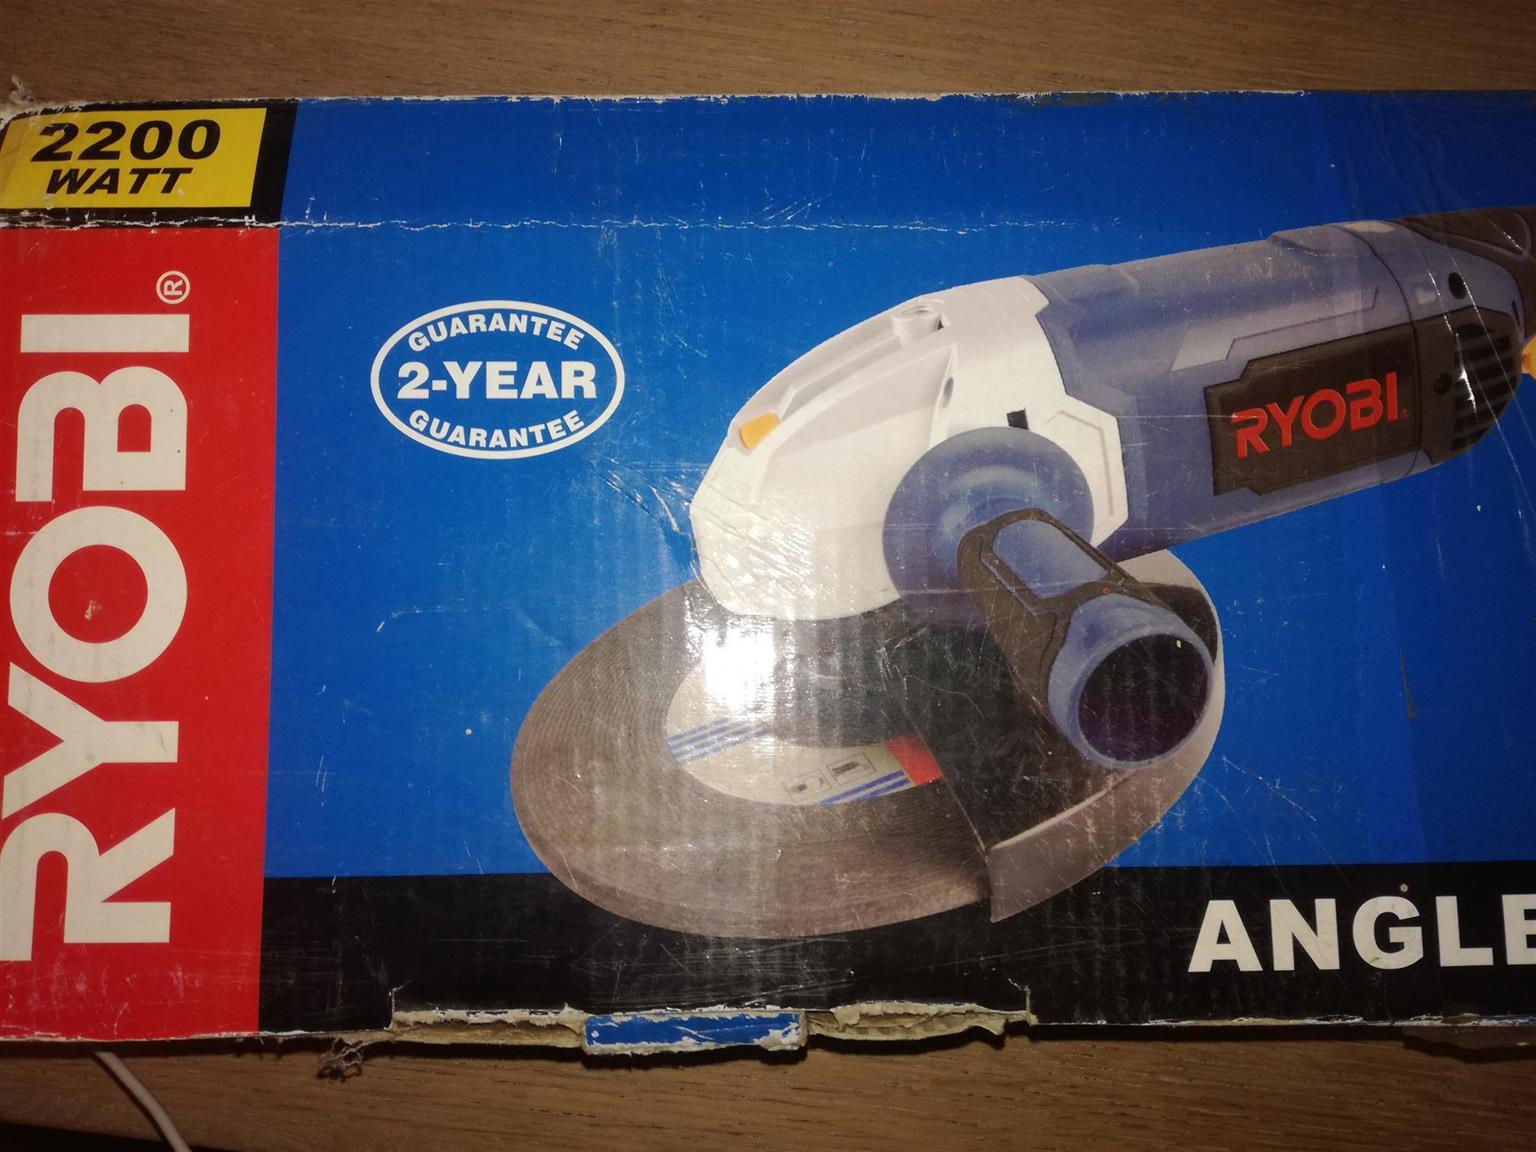 2200
WATT
RYOBI®
GUARANTEE
2-YEAR
GUARANTEE
RYOBI
ANGLE